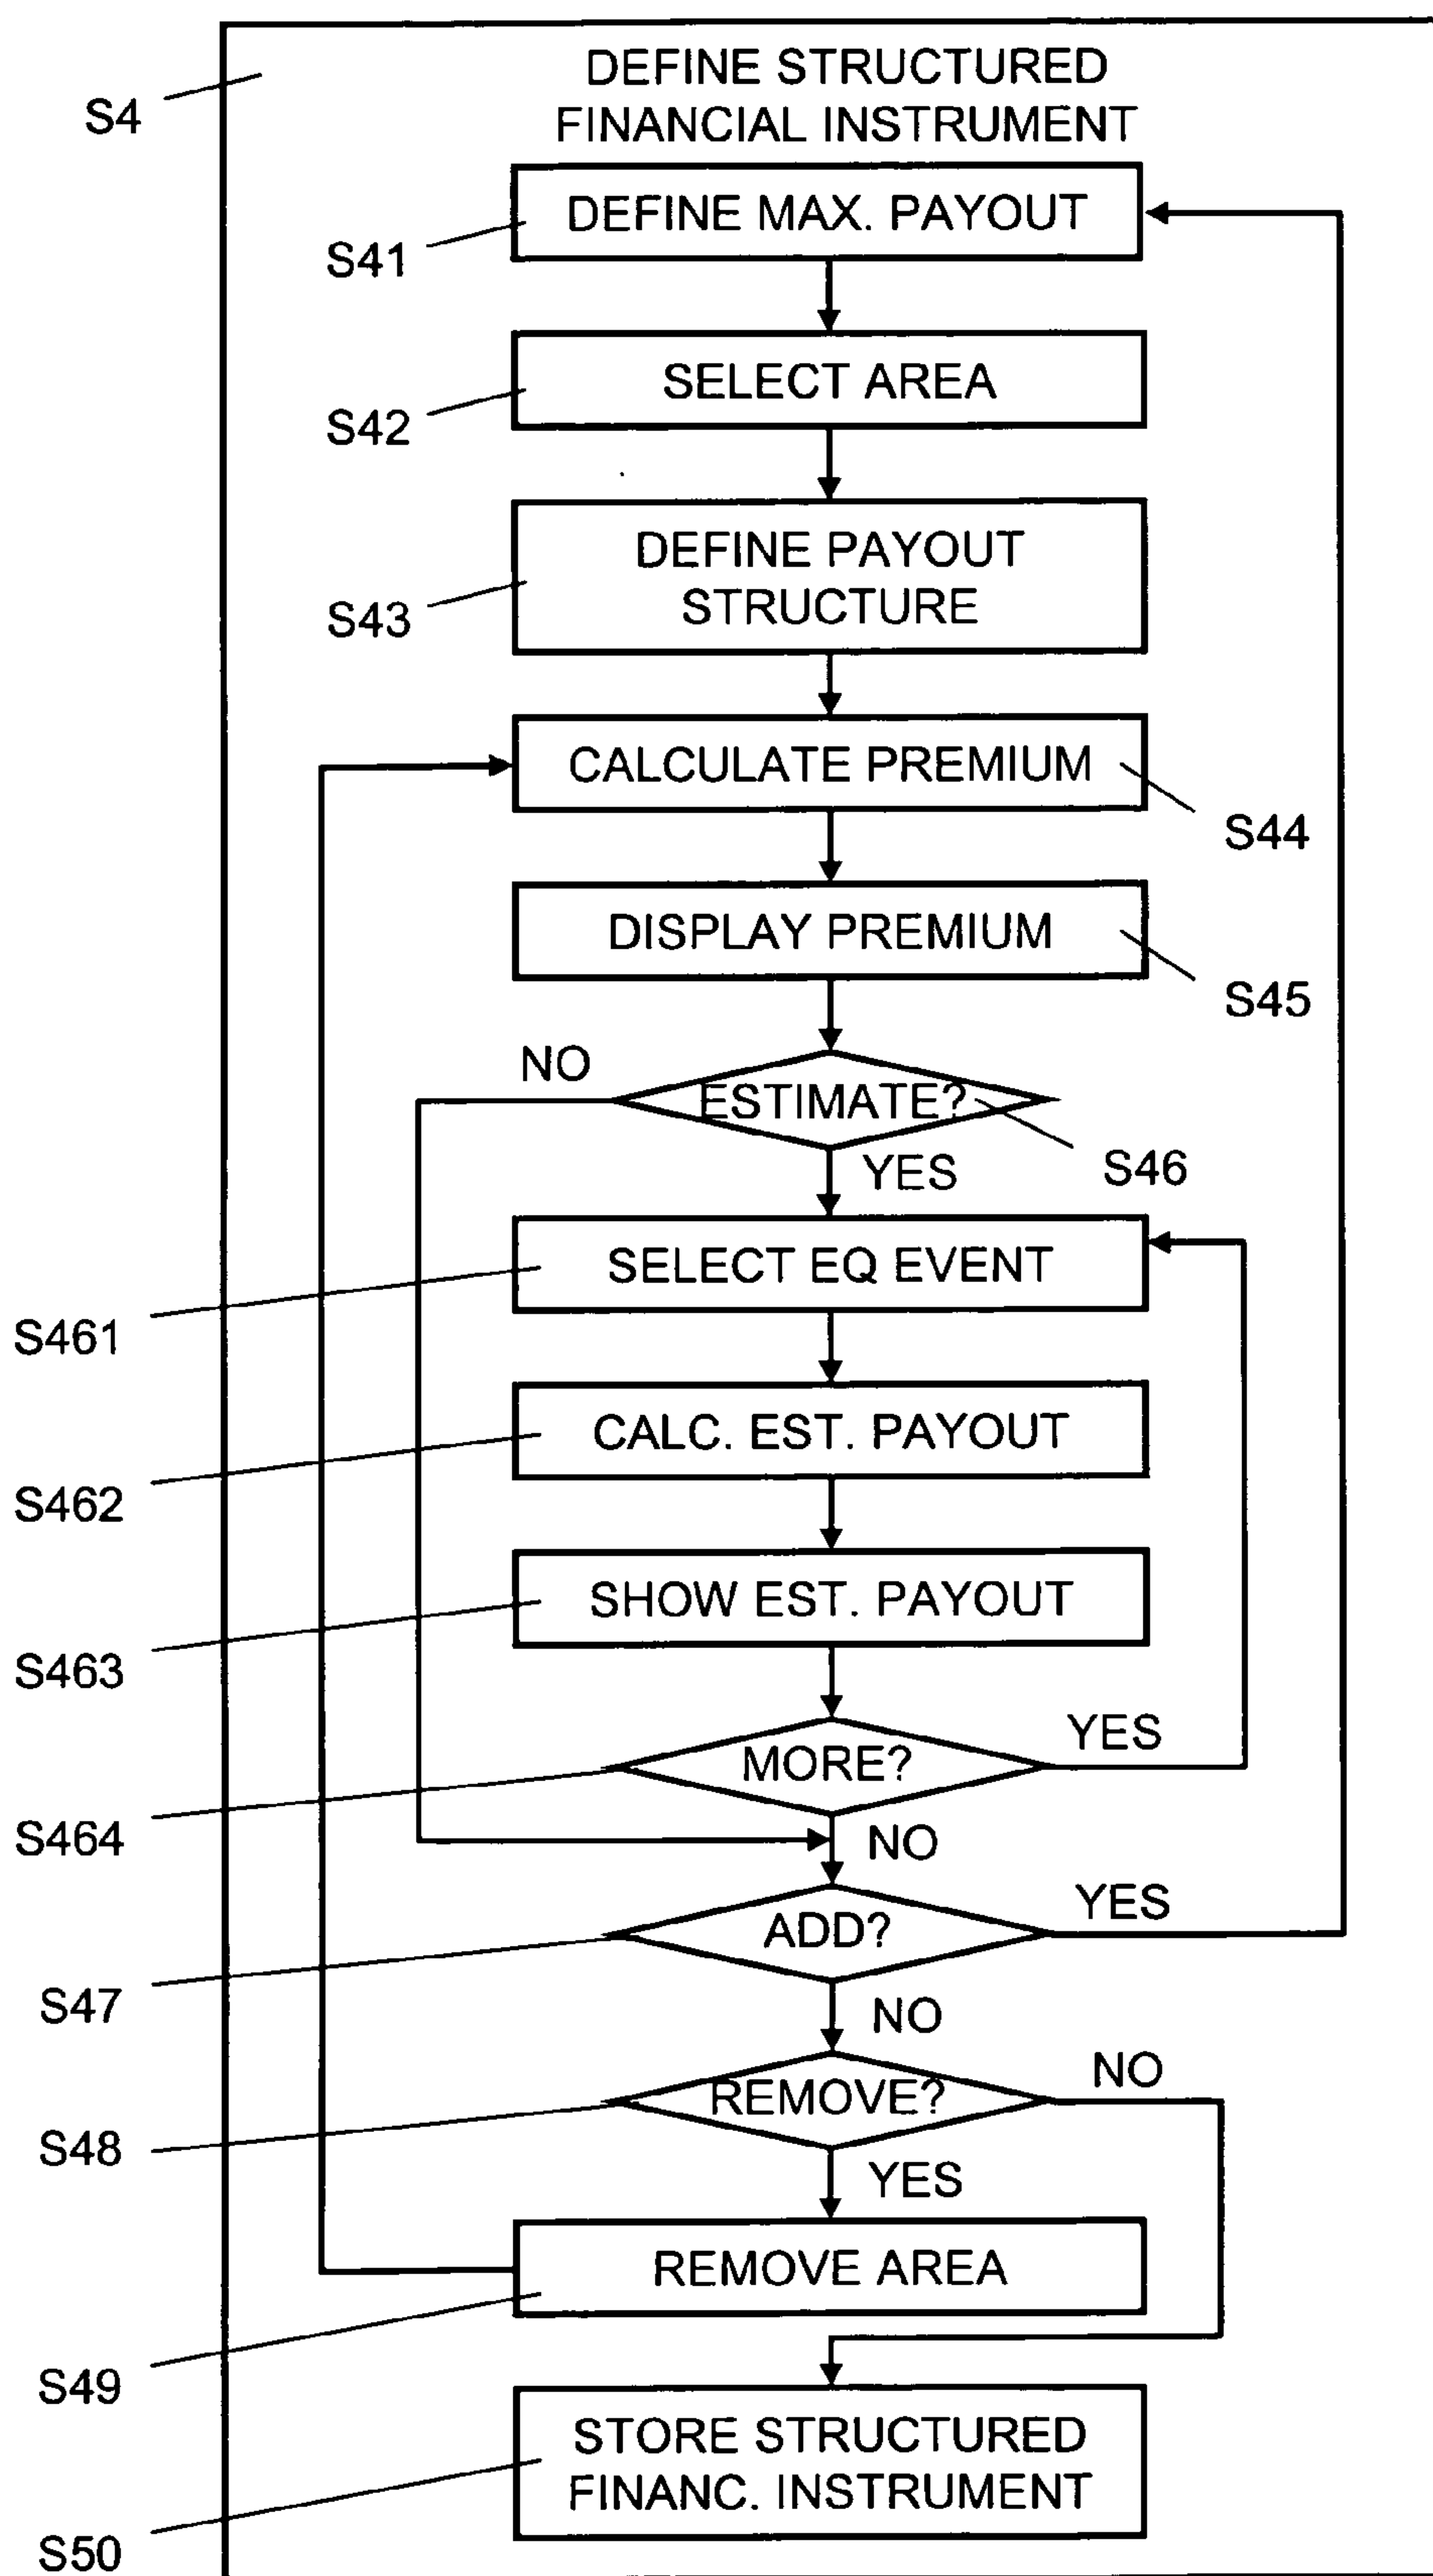 DEFINE STRUCTURED
FINANCIAL INSTRUMENT
S4
DEFINE MAX. PAYOUT
S41
SELECT AREA
S42
DEFINE PAYOUT
STRUCTURE
S43
CALCULATE PREMIUM
S44
DISPLAY PREMIUM
S45
NO
ESTIMATE?
S46
YES
SELECT EQ EVENT
S461
CALC. EST. PAYOUT
S462
SHOW EST. PAYOUT
S463
YES
MORE?
S464
NO
YES
ADD?
S47
NO
NO
REMOVE?
S48
YES
REMOVE AREA
S49
STORE STRUCTURED
FINANC. INSTRUMENT
S50